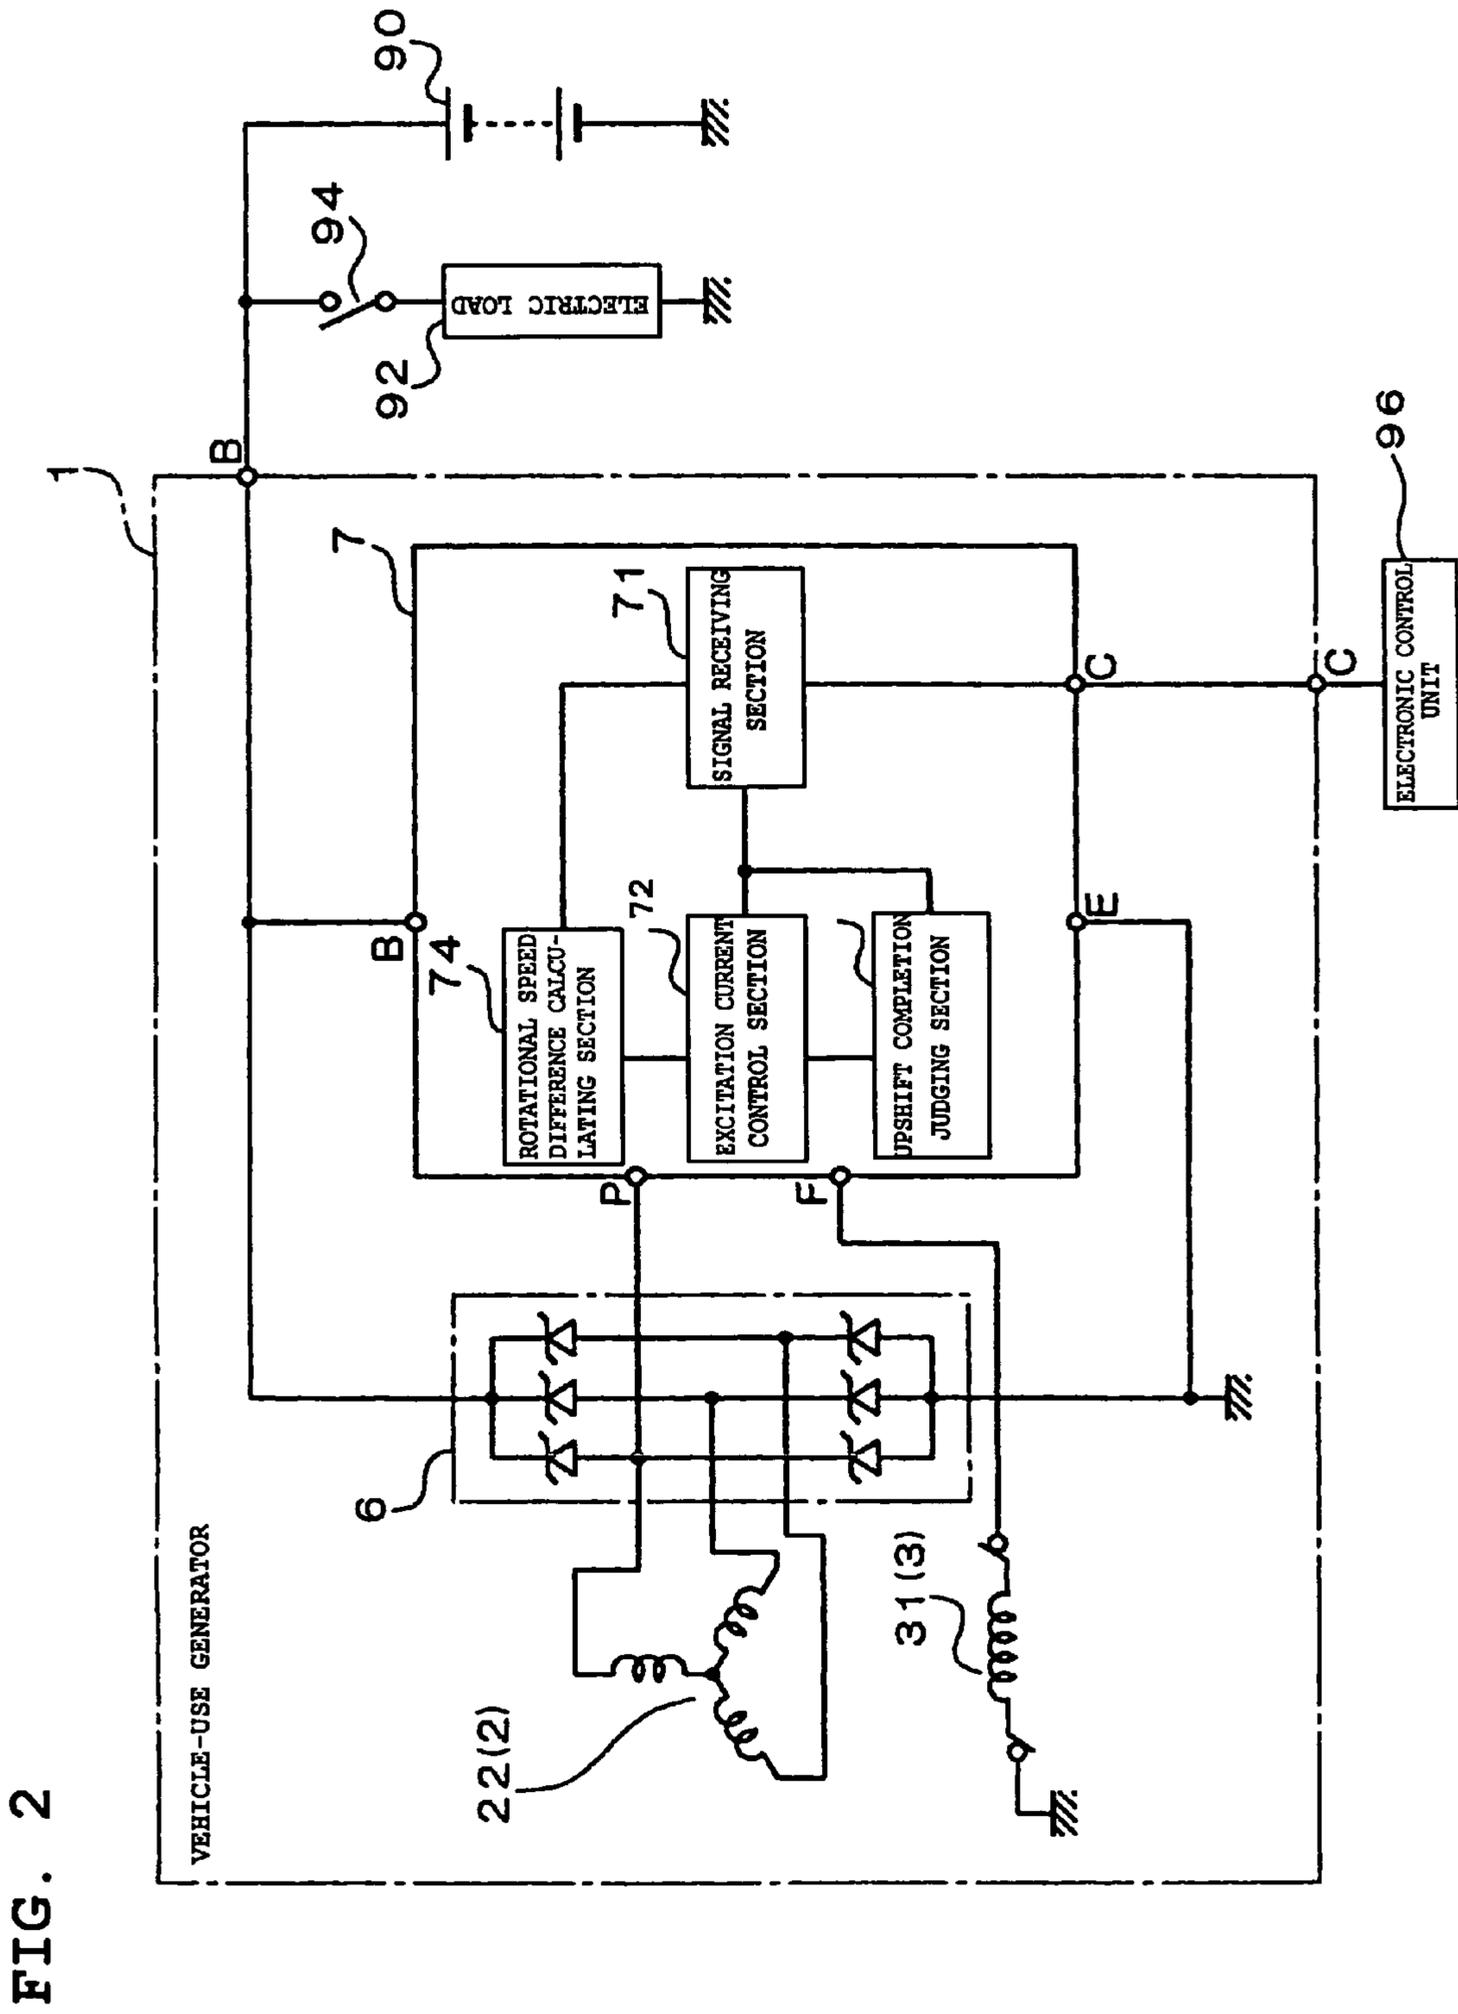 FIG. 2
VEHICLE-USE GENERATOR
1
B
90
94
92
ELECTRIC LOAD
6
7
B
74
ROTATIONAL SPEED
DIFFERENCE CALCU-
LATING SECTION
71
SIGNAL RECEIVING
SECTION
72
EXCITATION CURRENT
CONTROL SECTION
UPSHIFT COMPLETION
JUDGING SECTION
P
F
E
C
C
22(2)
31(3)
96
ELECTRONIC CONTROL
UNIT